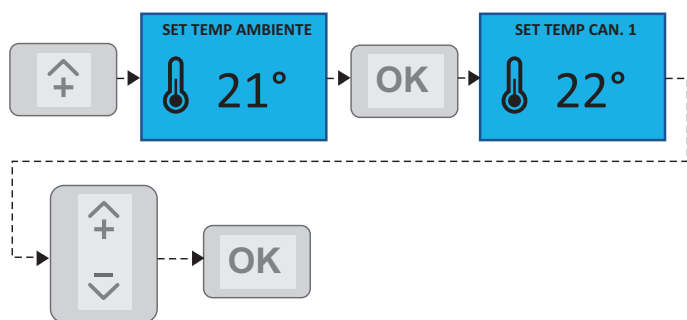 +
SET TEMP AMBIENTE
21°
OK
SET TEMP CAN. 1
22°
+
−
OK